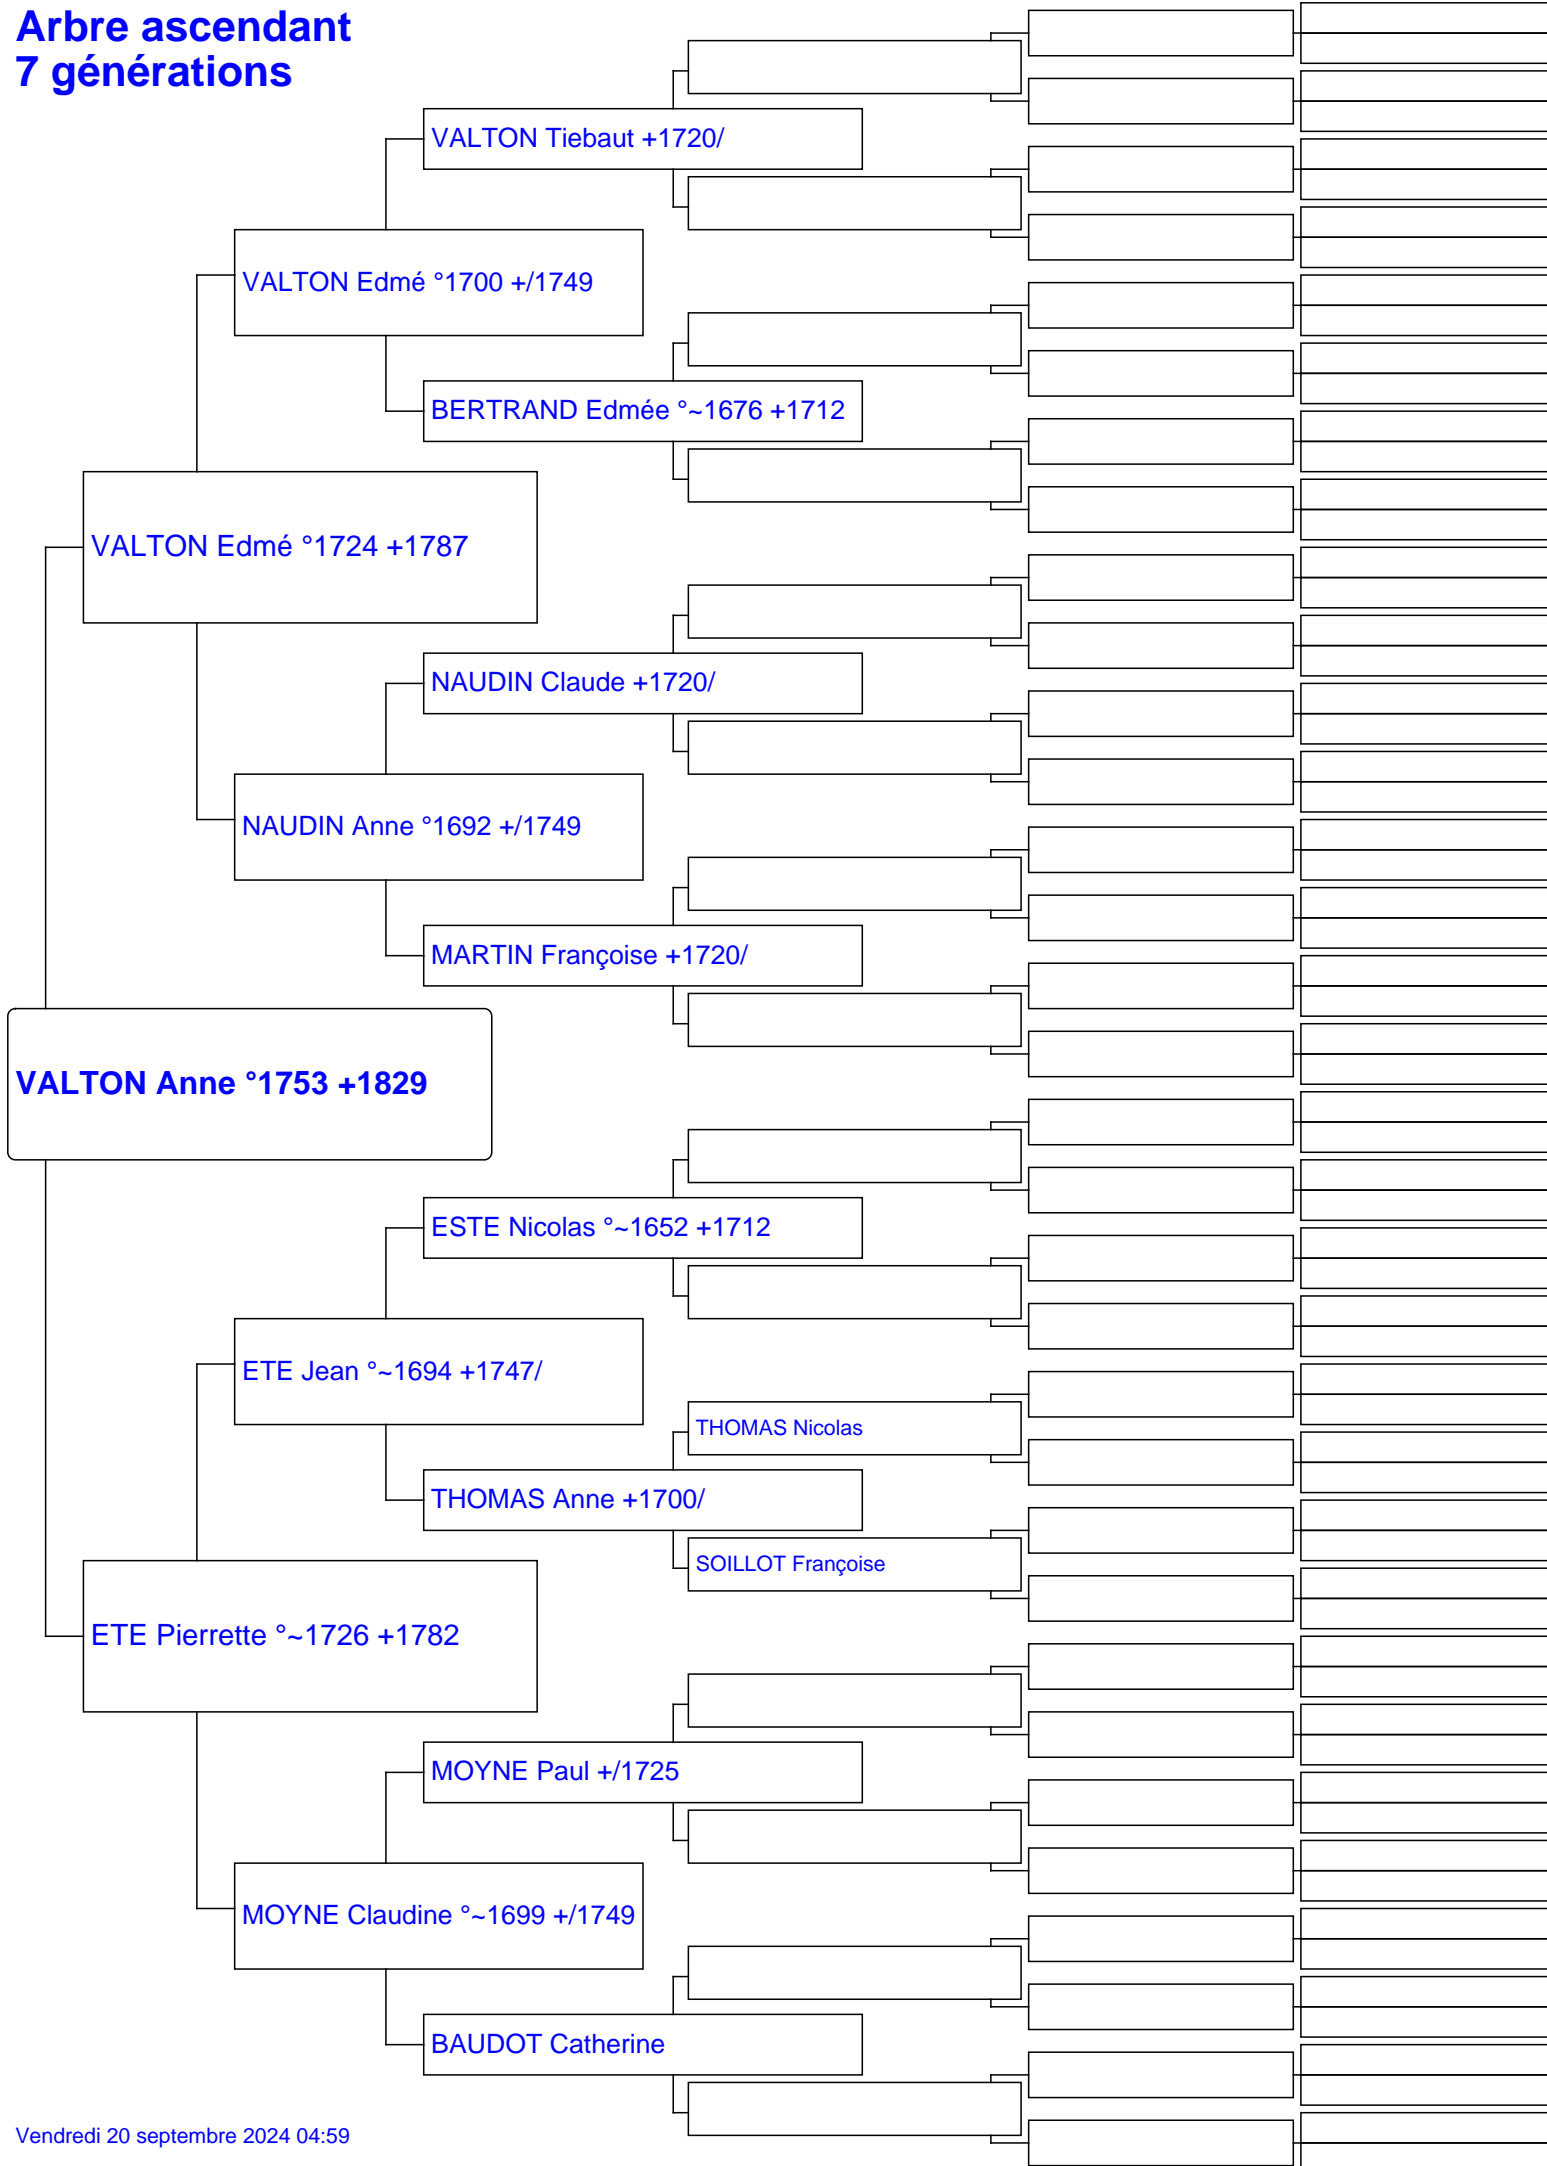 Arbre ascendant
7 générations
VALTON Tiebaut +1720/
VALTON Edmé °1700 +/1749
BERTRAND Edmée °~1676 +1712
VALTON Edmé °1724 +1787
NAUDIN Claude +1720/
NAUDIN Anne °1692 +/1749
MARTIN Françoise +1720/
VALTON Anne °1753 +1829
ESTE Nicolas °~1652 +1712
ETE Jean °~1694 +1747/
THOMAS Nicolas
THOMAS Anne +1700/
SOILLOT Françoise
ETE Pierrette °~1726 +1782
MOYNE Paul +/1725
MOYNE Claudine °~1699 +/1749
BAUDOT Catherine
Vendredi 20 septembre 2024 04:59